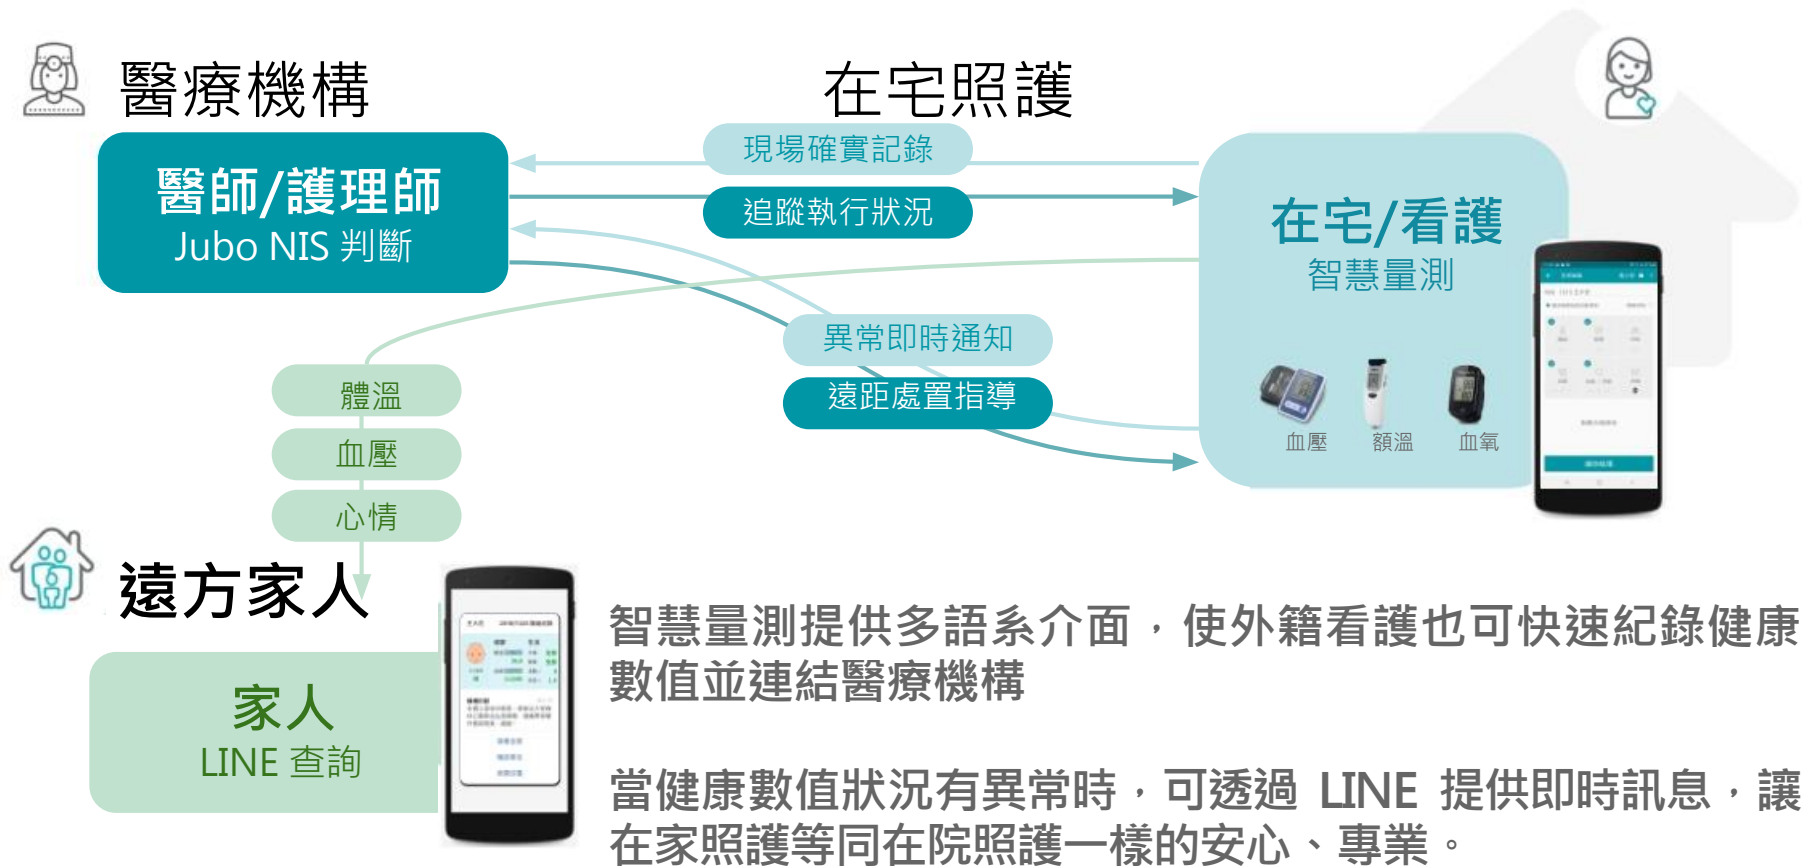 醫療機構
在宅照護
醫師/護理師
Jubo NIS 判斷
現場確實記錄
追蹤執行狀況
異常即時通知
遠距處置指導
在宅/看護
智慧量測
血壓
額溫
血氧
體溫
血壓
心情
遠方家人
家人
LINE 查詢
智慧量測提供多語系介面，使外籍看護也可快速紀錄健康
數值並連結醫療機構
當健康數值狀況有異常時，可透過 LINE 提供即時訊息，讓
在家照護等同在院照護一樣的安心、專業。